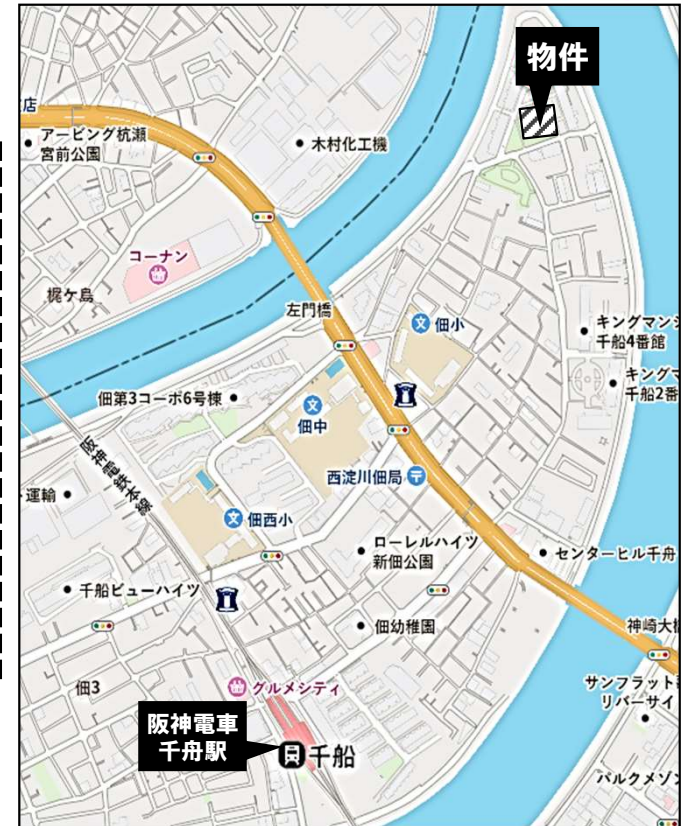 物件
店
アービング杭瀬
宮前公園
木村化工機
コーナン
梶ケ島
左門橋
文
佃小
キングマンシ
千船4番館
キングマ
千船2番
佃第3コーポ6号棟
文
佃中
阪神電鉄本線
西淀川佃局
運輸
文
佃西小
ローレルハイツ
新佃公園
センターヒル千舟
千船ビューハイツ
佃幼稚園
神崎大橋
佃3
グルメシティ
サンフラット
リバーサイ
阪神電車
千舟駅
千船
パルクメゾン